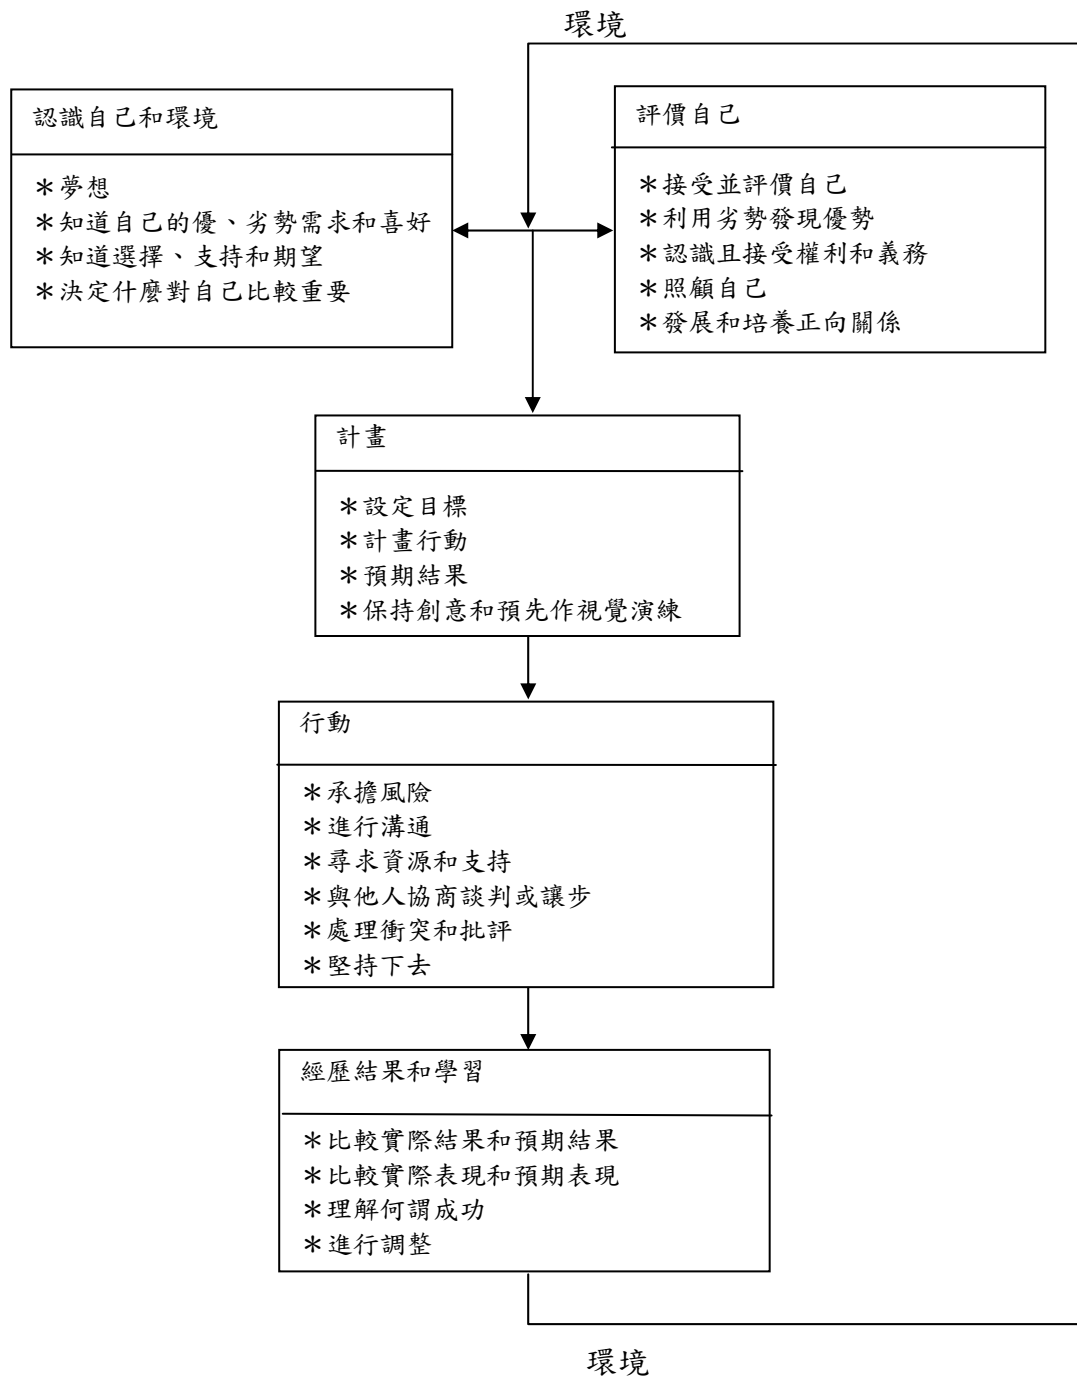 環境
認識自己和環境
＊夢想
＊知道自己的優、劣勢需求和喜好
＊知道選擇、支持和期望
＊決定什麼對自己比較重要
評價自己
＊接受並評價自己
＊利用劣勢發現優勢
＊認識且接受權利和義務
＊照顧自己
＊發展和培養正向關係
計畫
＊設定目標
＊計畫行動
＊預期結果
＊保持創意和預先作視覺演練
行動
＊承擔風險
＊進行溝通
＊尋求資源和支持
＊與他人協商談判或讓步
＊處理衝突和批評
＊堅持下去
經歷結果和學習
＊比較實際結果和預期結果
＊比較實際表現和預期表現
＊理解何謂成功
＊進行調整
環境